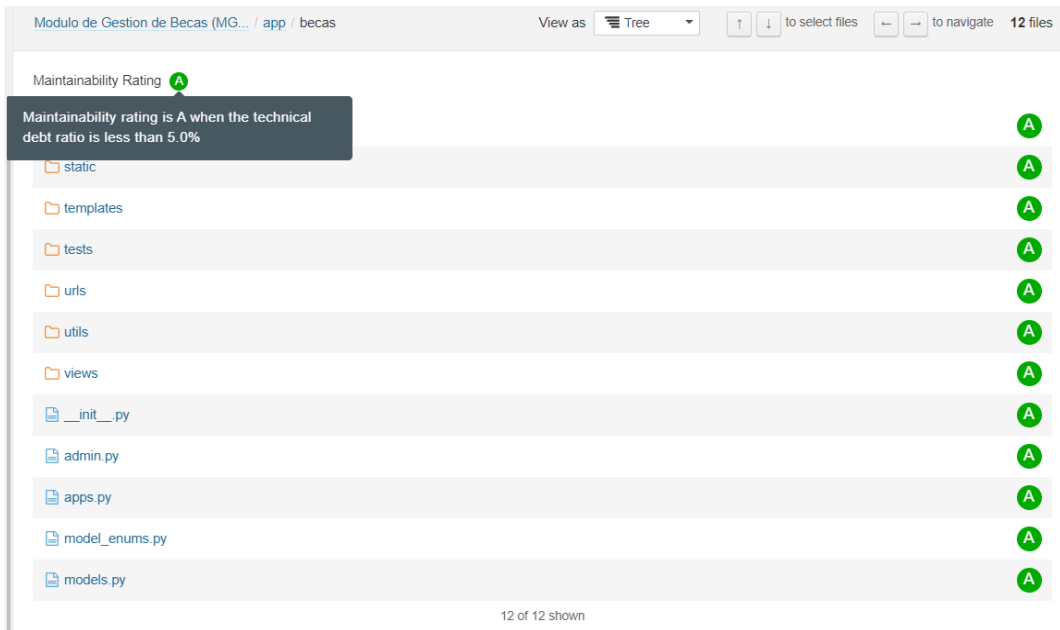 Modulo de Gestion de Becas (MG... / app / becas View as Tree ↑ ↓ to select files ← → to navigate 12 files
Maintainability Rating A
Maintainability rating is A when the technical
debt ratio is less than 5.0%
A
static A
templates A
tests A
urls A
utils A
views A
__init__.py A
admin.py A
apps.py A
model_enums.py A
models.py A
12 of 12 shown